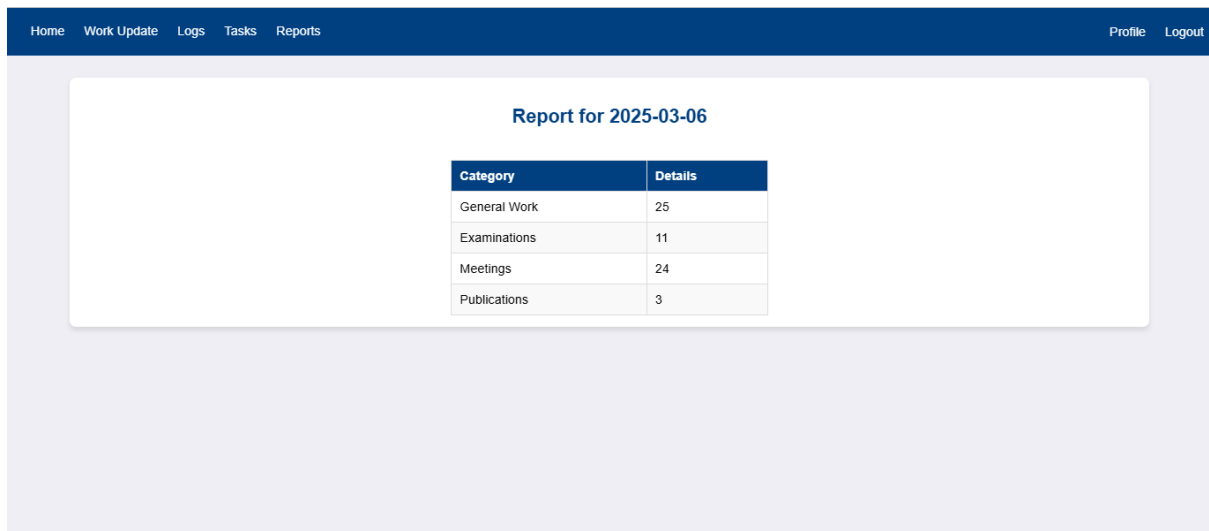 Home Work Update Logs Tasks Reports Profile Logout
Report for 2025-03-06
Category Details
General Work 25
Examinations 11
Meetings 24
Publications 3